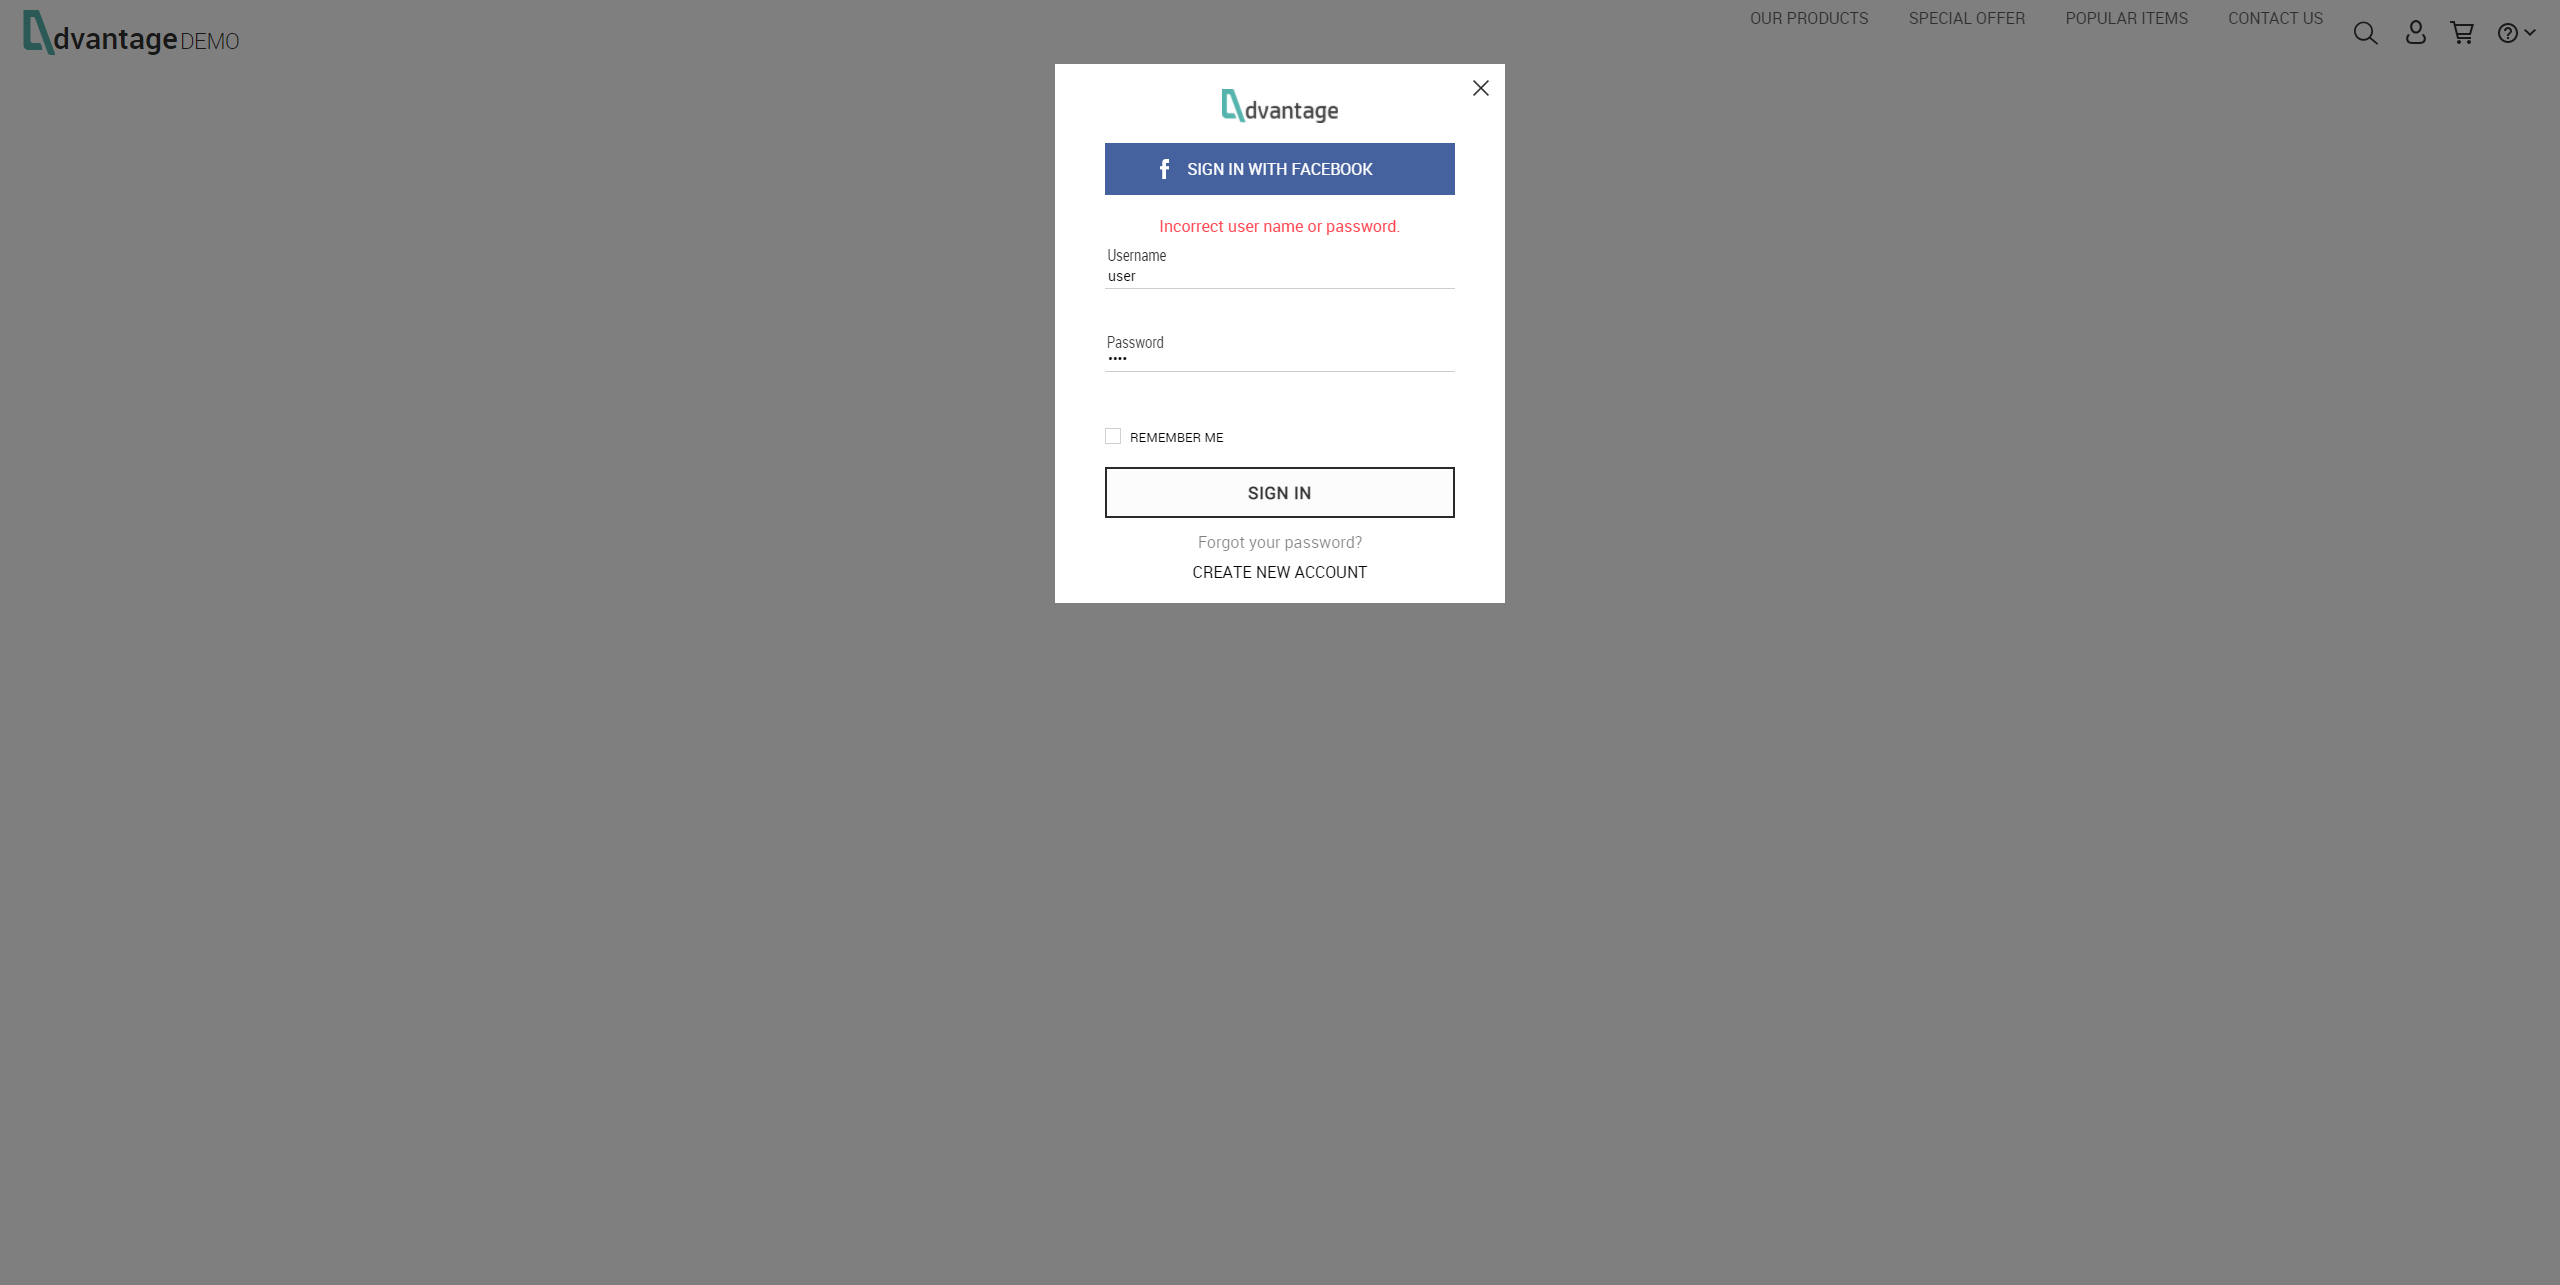 dvantage DEMO
OUR PRODUCTS SPECIAL OFFER POPULAR ITEMS CONTACT US
dvantage
SIGN IN WITH FACEBOOK
Incorrect user name or password.
Username
user
Password
••••
REMEMBER ME
SIGN IN
Forgot your password?
CREATE NEW ACCOUNT